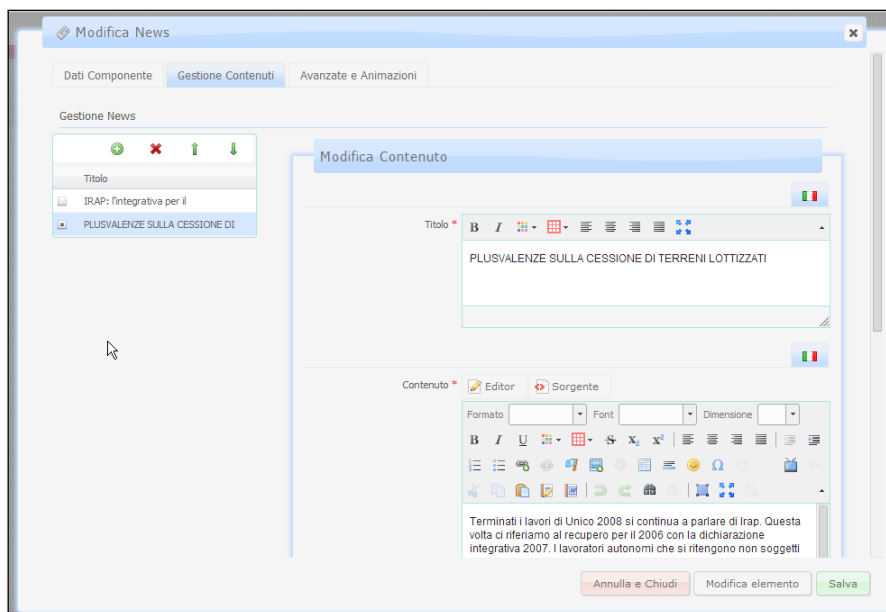 Modifica News
Dati Componente Gestione Contenuti Avanzate e Animazioni
Gestione News
Titolo
IRAP: l'integrativa per il
PLUSVALENZE SULLA CESSIONE DI
Modifica Contenuto
Titolo *
B I
PLUSVALENZE SULLA CESSIONE DI TERRENI LOTTIZZATI
Contenuto *
Editor Sorgente
Formato Font Dimensione
B I U S X₂ X²
Ω
Terminati i lavori di Unico 2008 si continua a parlare di Irap. Questa
volta ci riferiamo al recupero per il 2006 con la dichiarazione
integrativa 2007. I lavoratori autonomi che si ritengono non soggetti
Annulla e Chiudi Modifica elemento Salva